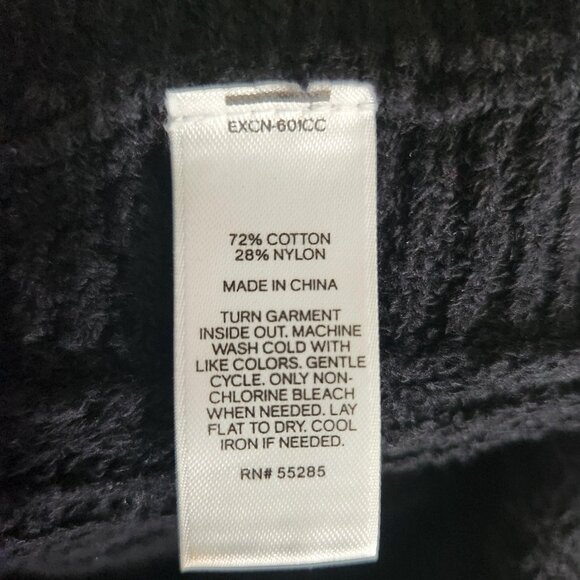 EXCN-601CC
72% COTTON
28% NYLON
MADE IN CHINA
TURN GARMENT
INSIDE OUT. MACHINE
WASH COLD WITH
LIKE COLORS. GENTLE
CYCLE. ONLY NON-
CHLORINE BLEACH
WHEN NEEDED. LAY
FLAT TO DRY. COOL
IRON IF NEEDED.
RN# 55285